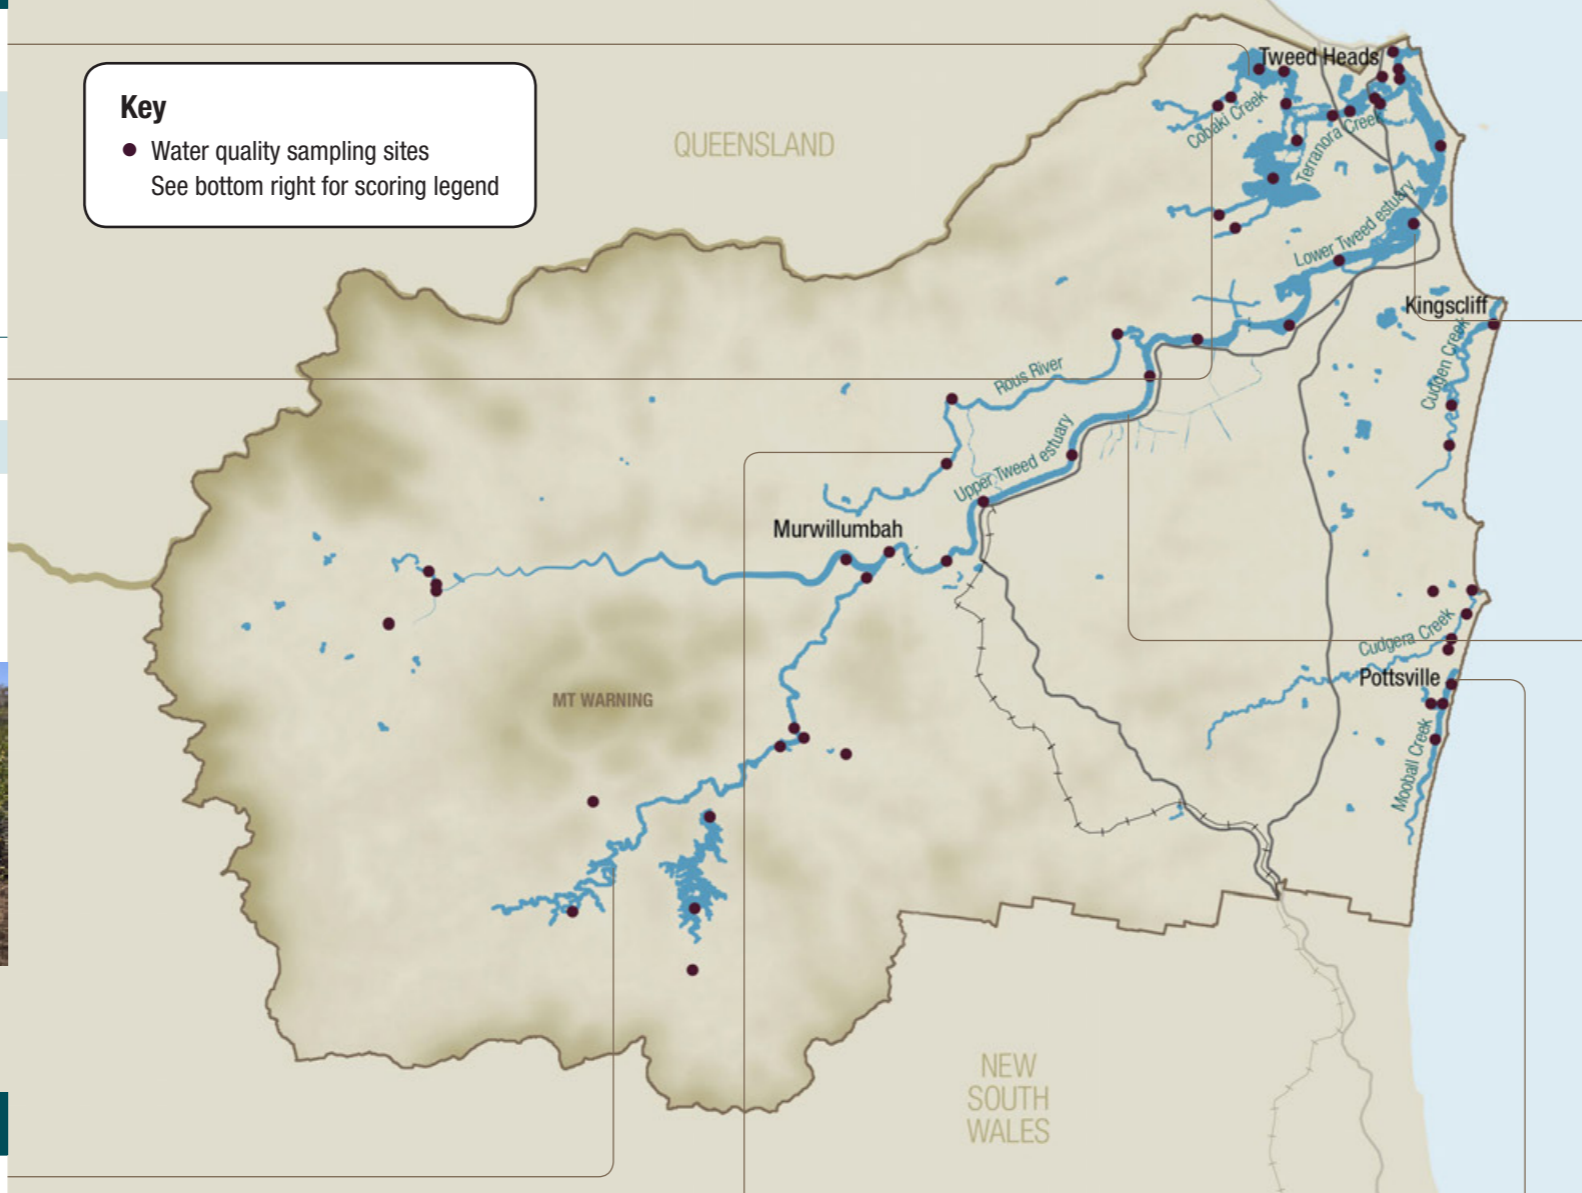 Key
Water quality sampling sites
See bottom right for scoring legend
QUEENSLAND
Tweed Heads
Cobaki Creek
Terranora Creek
Lower Tweed estuary
Kingscliff
Cudgen Creek
Rous River
Upper Tweed estuary
Murwillumbah
MT WARNING
Cudgera Creek
Pottsville
Mooball Creek
NEW
SOUTH
WALES